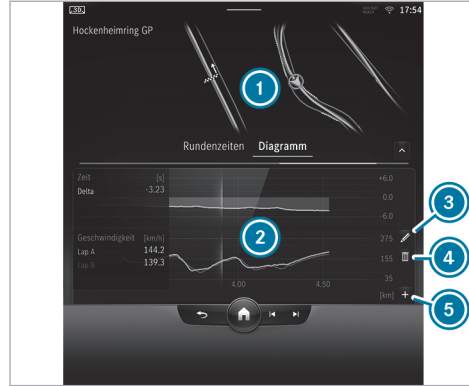 3D
17:54
Hockenheimring GP
1
Rundenzeiten Diagramm
Zeit [s] +6.0
Delta -3.23 0.0
-6.0
3
2
Geschwindigkeit [km/h] 275
Lap A 144.2
4
Lap B 139.3 155
35
4.00 4.50 [km]
5